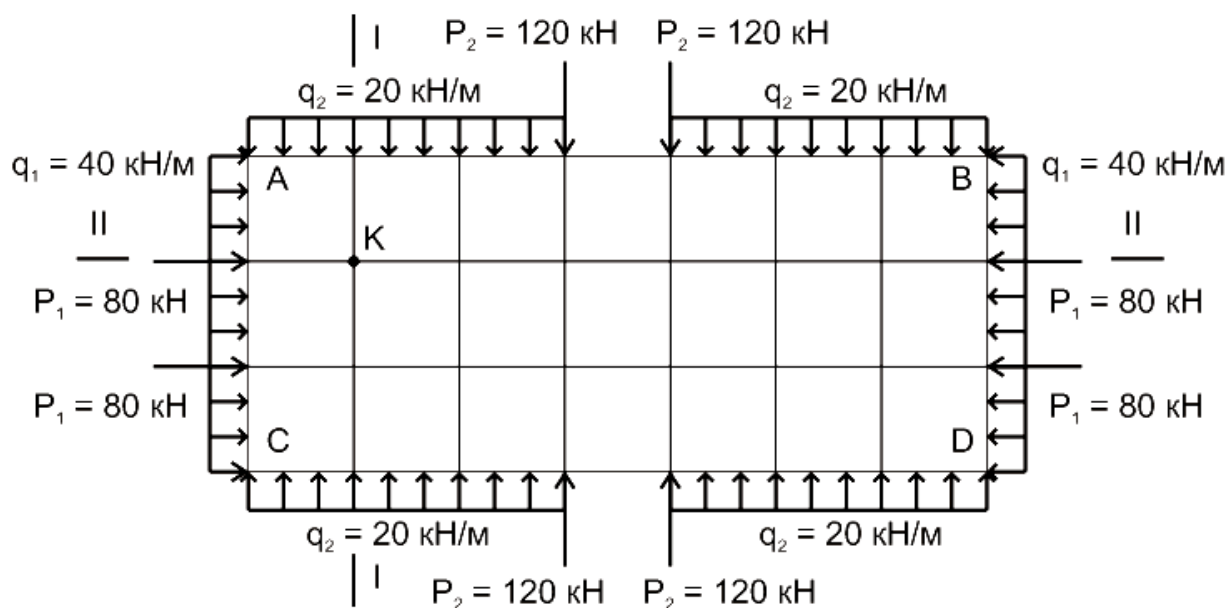 I
P₂ = 120 кН
P₂ = 120 кН
q₂ = 20 кН/м
q₂ = 20 кН/м
q₁ = 40 кН/м
A
B
q₁ = 40 кН/м
II
K
II
P₁ = 80 кН
P₁ = 80 кН
P₁ = 80 кН
P₁ = 80 кН
C
D
q₂ = 20 кН/м
q₂ = 20 кН/м
I
P₂ = 120 кН
P₂ = 120 кН